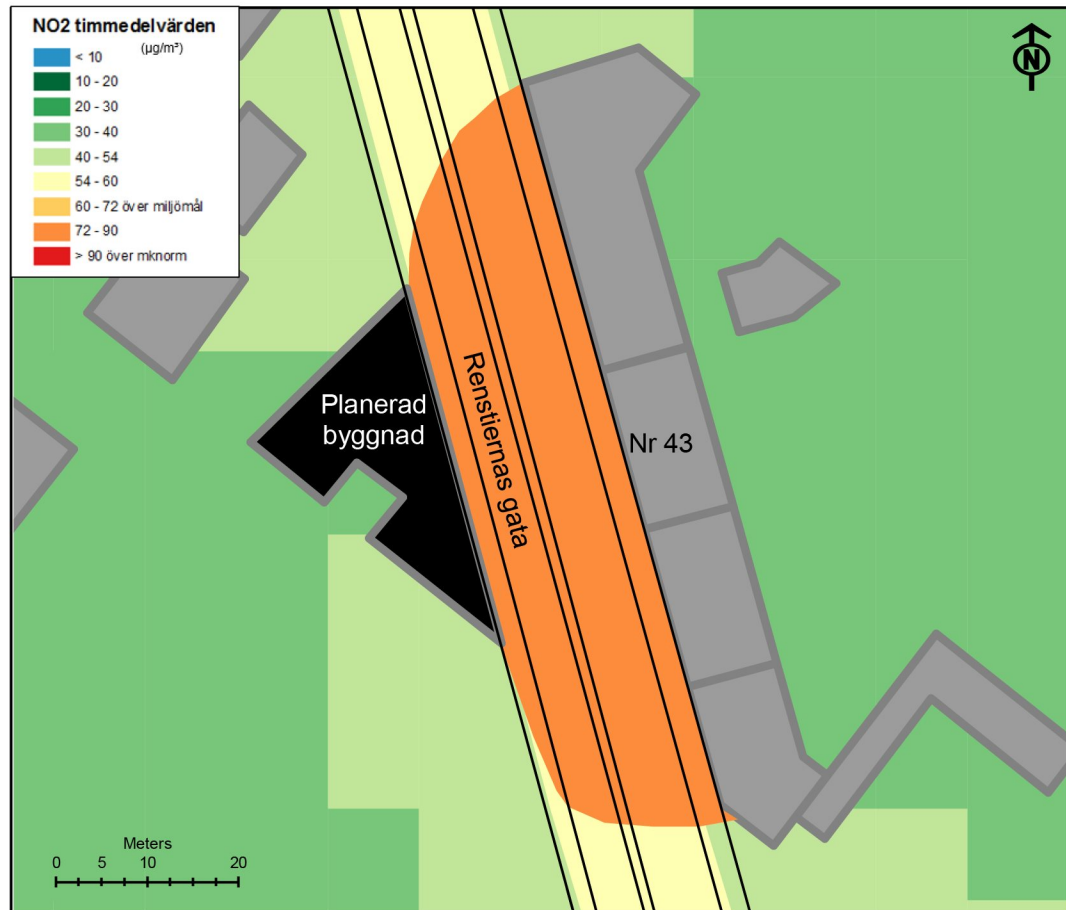 NO2 timmedelvärden
(µg/m³)
< 10
10 - 20
20 - 30
30 - 40
40 - 54
54 - 60
60 - 72 över miljömål
72 - 90
> 90 över mknorm
N
Planerad
byggnad
Renstiernas gata
Nr 43
Meters
0 5 10 20